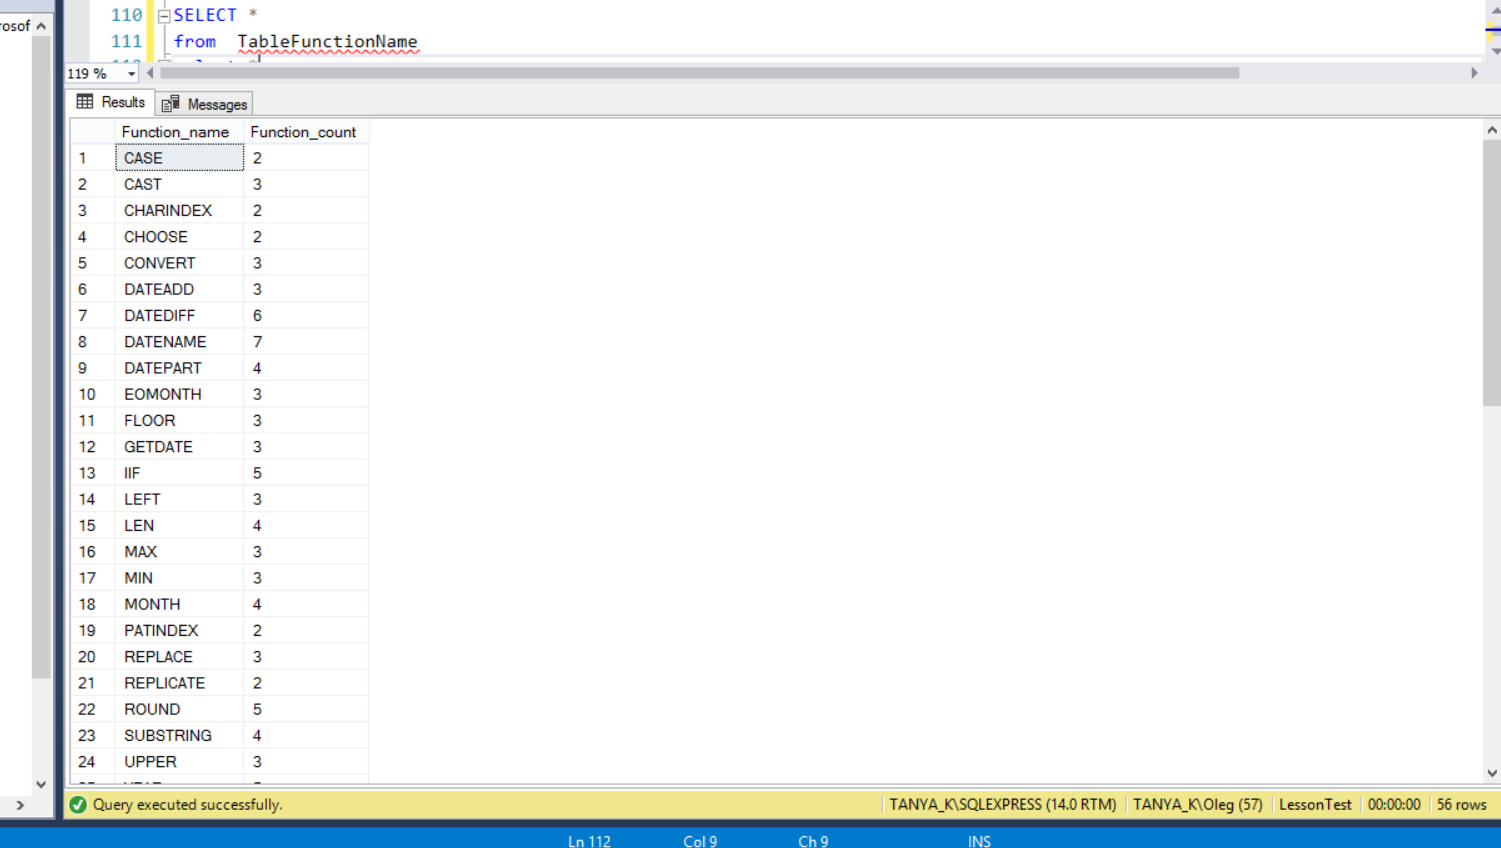 rosof
110 SELECT *
111 from TableFunctionName
119 %
Results Messages
Function_name Function_count
1 CASE 2
2 CAST 3
3 CHARINDEX 2
4 CHOOSE 2
5 CONVERT 3
6 DATEADD 3
7 DATEDIFF 6
8 DATENAME 7
9 DATEPART 4
10 EOMONTH 3
11 FLOOR 3
12 GETDATE 3
13 IIF 5
14 LEFT 3
15 LEN 4
16 MAX 3
17 MIN 3
18 MONTH 4
19 PATINDEX 2
20 REPLACE 3
21 REPLICATE 2
22 ROUND 5
23 SUBSTRING 4
24 UPPER 3
Query executed successfully. TANYA_K\SQLEXPRESS (14.0 RTM) TANYA_K\Oleg (57) LessonTest 00:00:00 56 rows
Ln 112 Col 9 Ch 9 INS